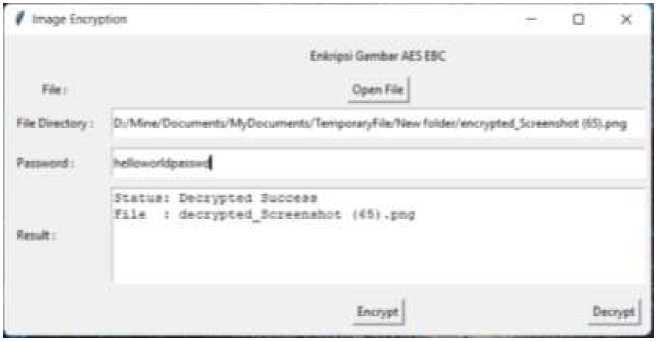 Image Encryption
Enkripsi Gambar AES EBC
File :
Open File
File Directory :
D:/Mine/Documents/MyDocuments/TemporaryFile/New folder/encrypted_Screenshot (65).png
Password :
helloworldpasswd
Result :
Status: Decrypted Success
File : decrypted_Screenshot (65).png
Encrypt
Decrypt